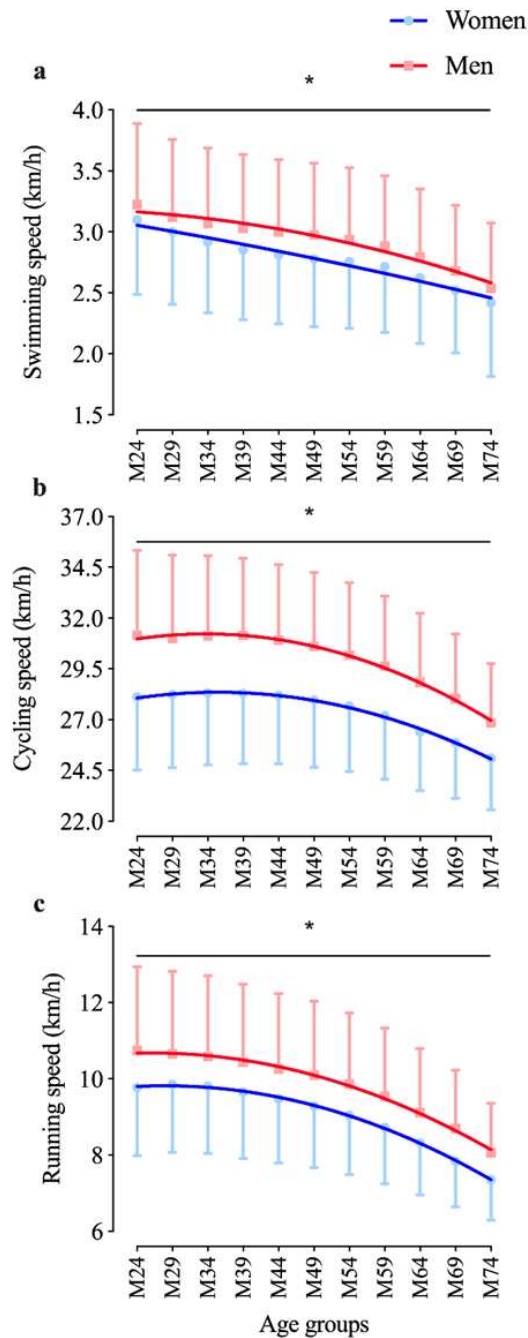 Women
Men
a
*
4.0
3.5
3.0
2.5
2.0
1.5
Swimming speed (km/h)
M24
M29
M34
M39
M44
M49
M54
M59
M64
M69
M74
b
*
37.0
34.5
32.0
29.5
27.0
24.5
22.0
Cycling speed (km/h)
M24
M29
M34
M39
M44
M49
M54
M59
M64
M69
M74
c
*
14
12
10
8
6
Running speed (km/h)
M24
M29
M34
M39
M44
M49
M54
M59
M64
M69
M74
Age groups